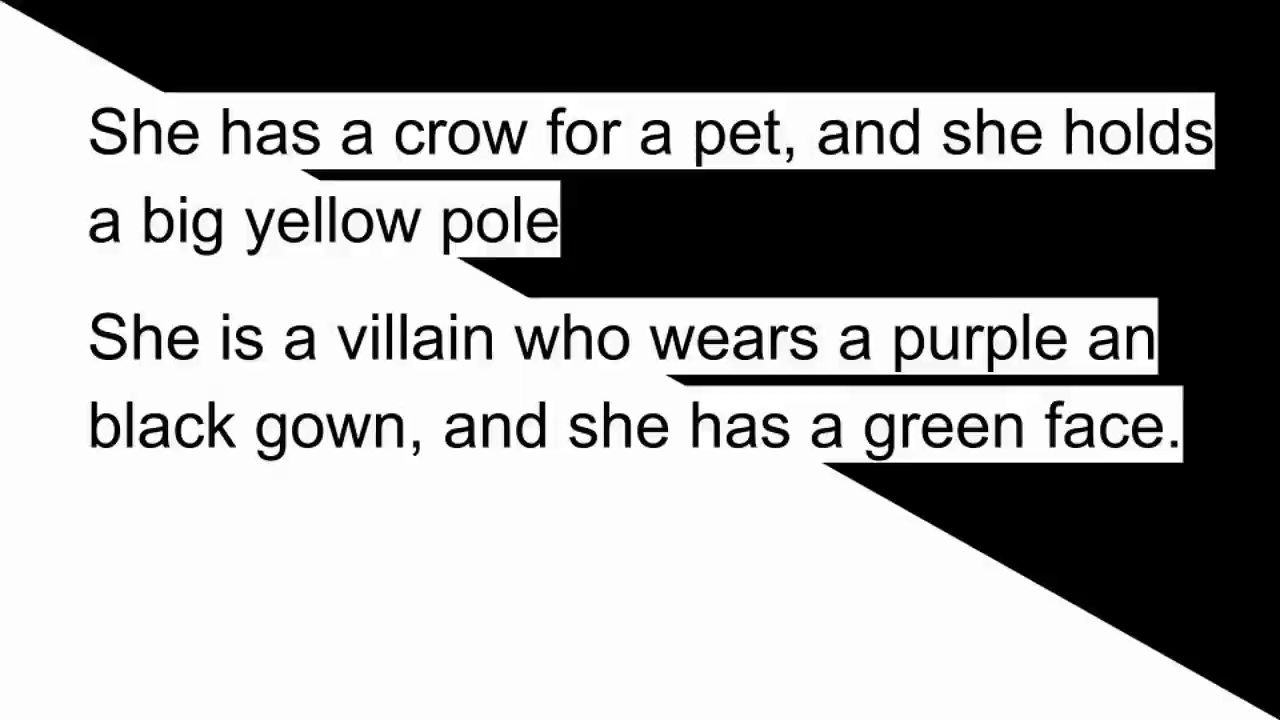 She has a crow for a pet, and she holds
a big yellow pole
She is a villain who wears a purple an
black gown, and she has a green face.